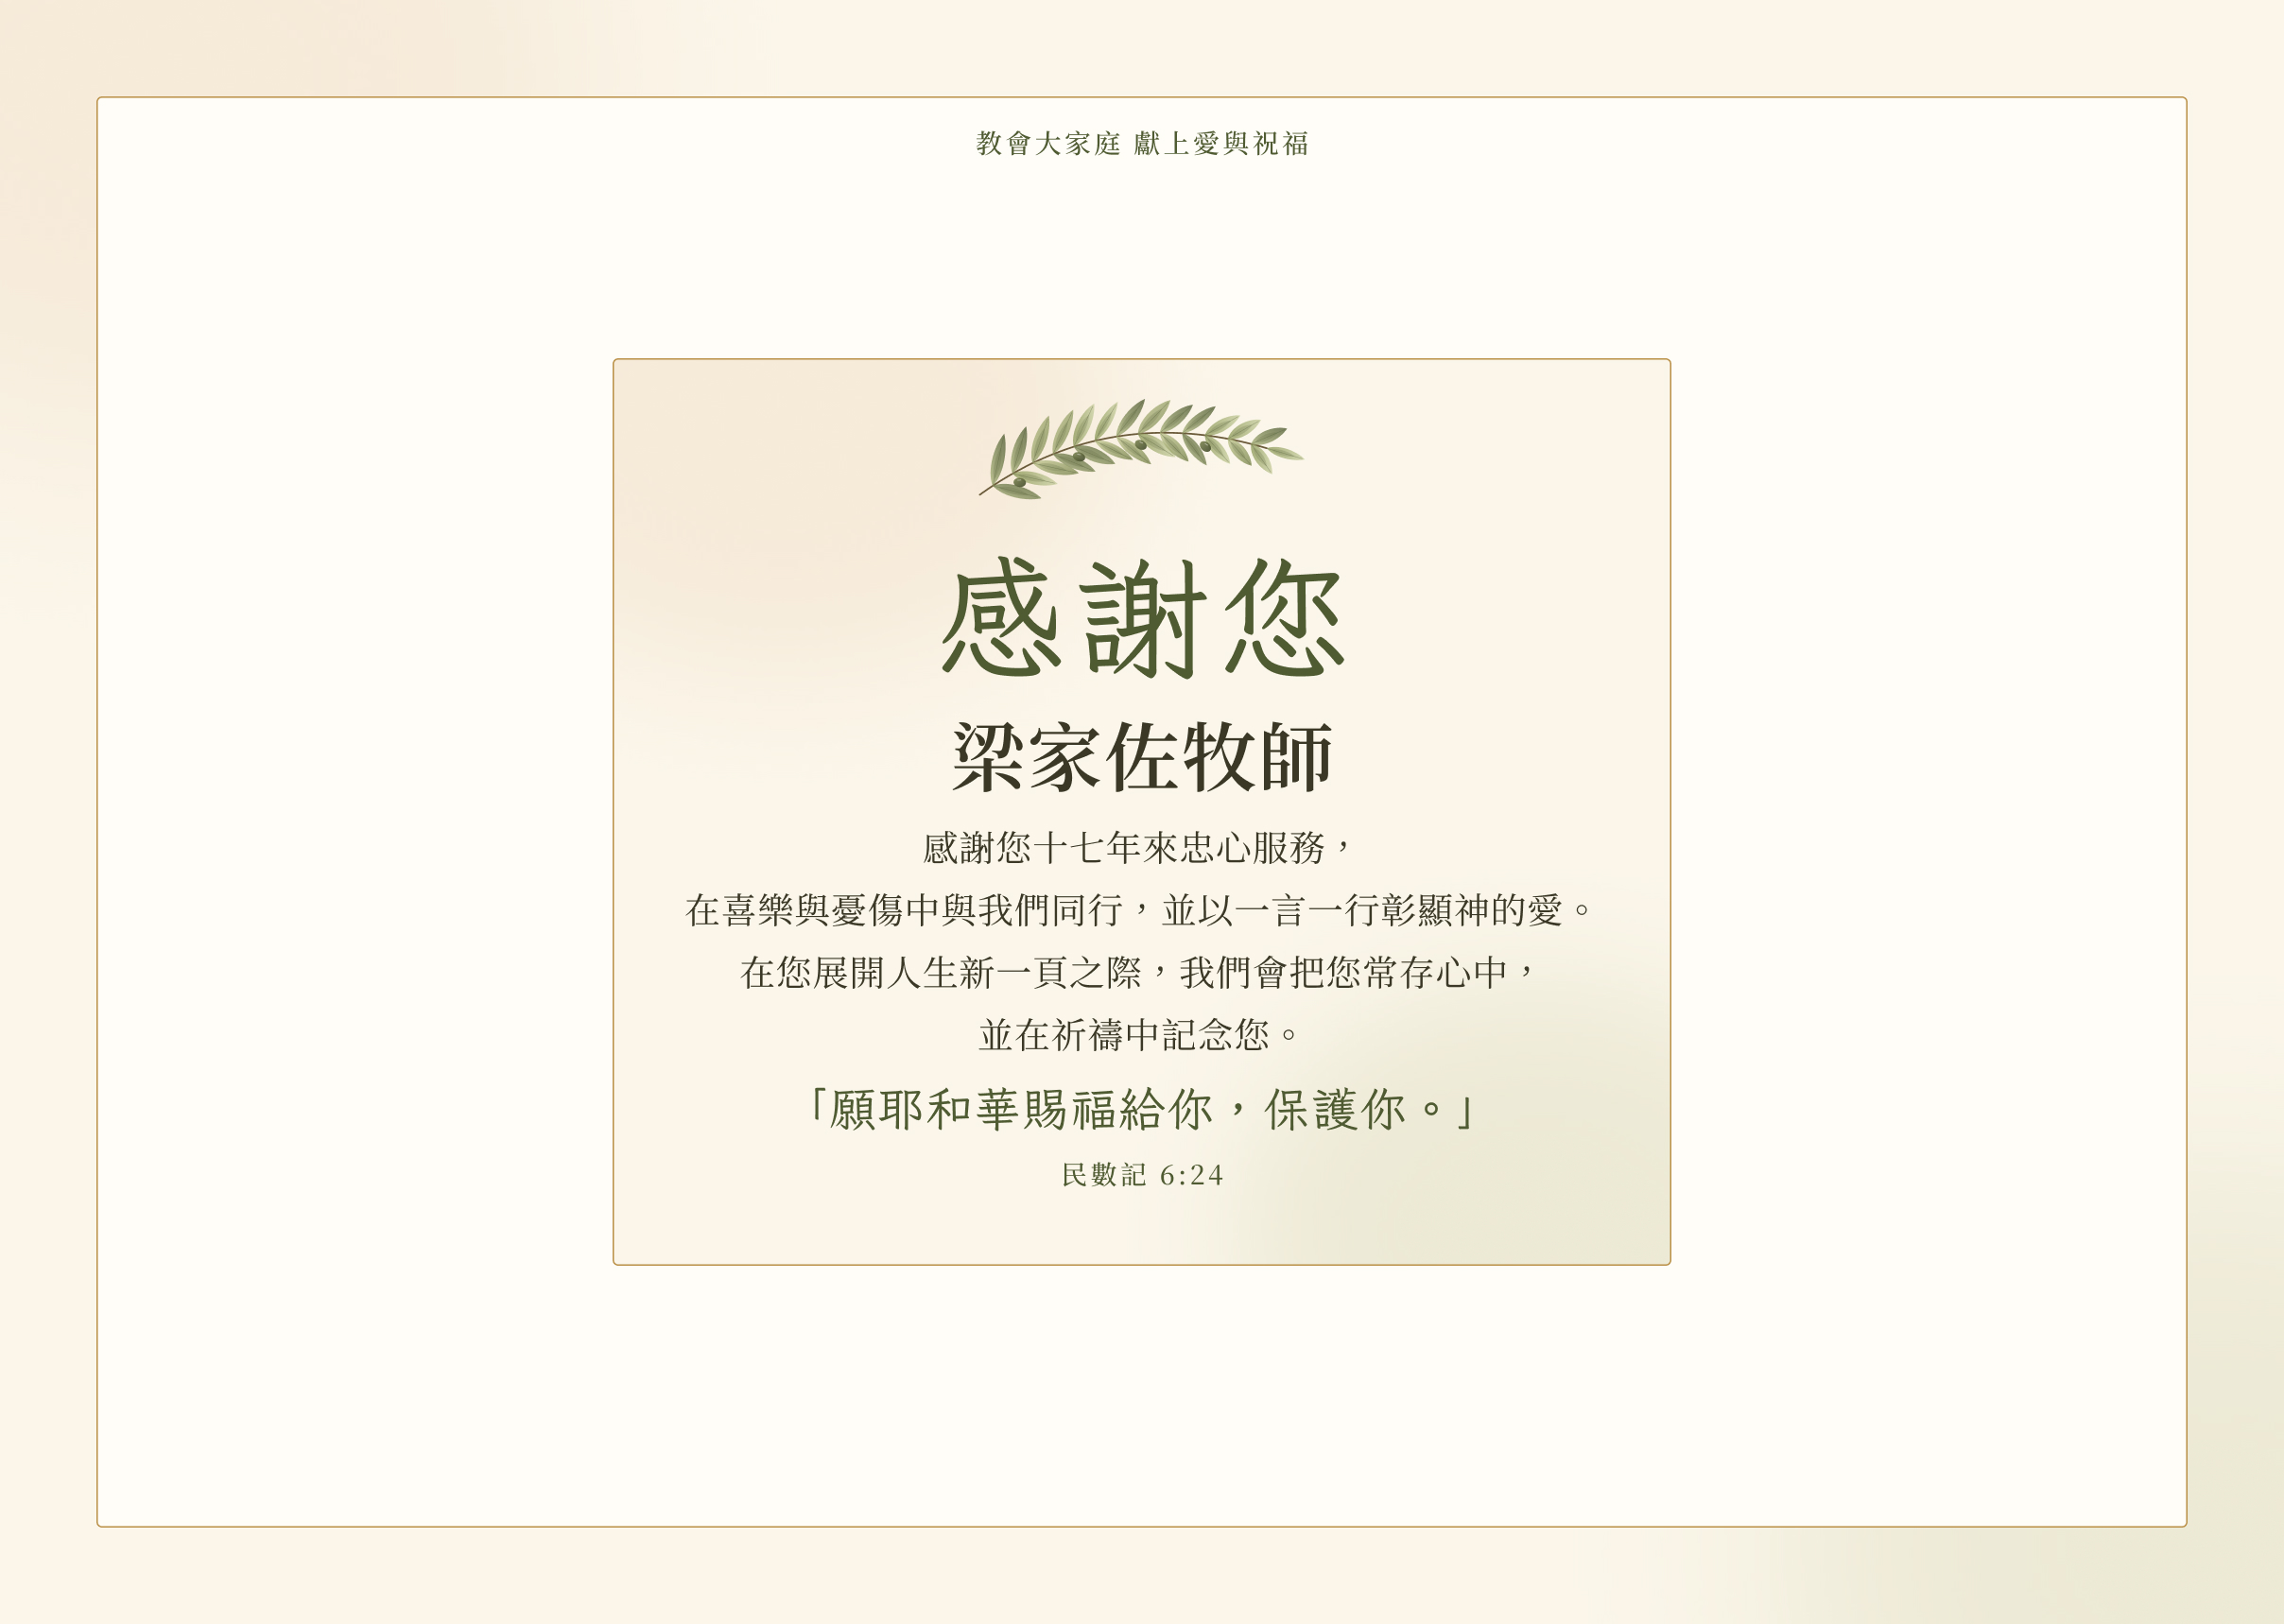 教會大家庭 獻上愛與祝福
感謝您
梁家佐牧師
感謝您十七年來忠心服務，
在喜樂與憂傷中與我們同行，並以一言一行彰顯神的愛。
在您展開人生新一頁之際，我們會把您常存心中，
並在祈禱中記念您。
「願耶和華賜福給你，保護你。」
民數記 6:24